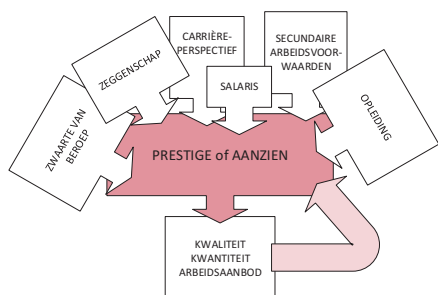 ZWAARTE VAN
BEROEP
ZEGGENSCHAP
CARRIÈRE-
PERSPECTIEF
SALARIS
SECUNDAIRE
ARBEIDSVOOR-
WAARDEN
OPLEIDING
PRESTIGE of AANZIEN
KWALITEIT
KWANTITEIT
ARBEIDSAANBOD